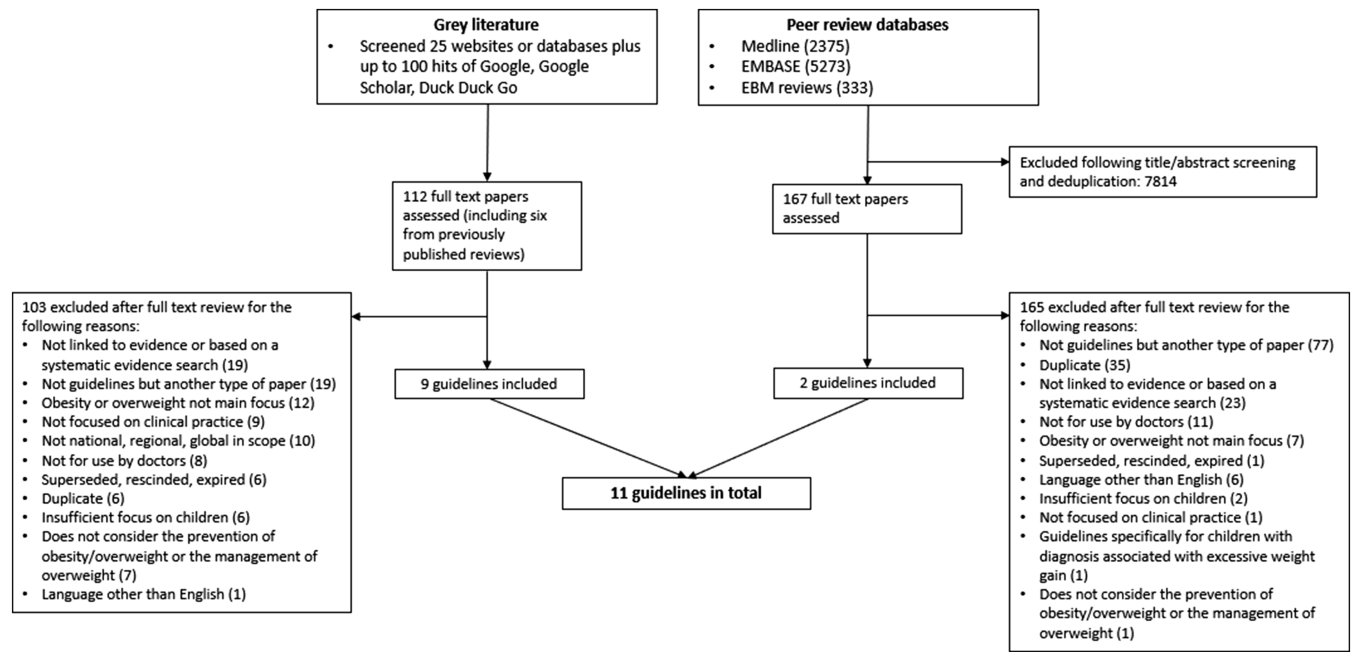 Grey literature
• Screened 25 websites or databases plus
up to 100 hits of Google, Google
Scholar, Duck Duck Go
Peer review databases
• Medline (2375)
• EMBASE (5273)
• EBM reviews (333)
Excluded following title/abstract screening
and deduplication: 7814
112 full text papers
assessed (including six
from previously
published reviews)
167 full text papers
assessed
103 excluded after full text review for the
following reasons:
• Not linked to evidence or based on a
systematic evidence search (19)
• Not guidelines but another type of paper (19)
• Obesity or overweight not main focus (12)
• Not focused on clinical practice (9)
• Not national, regional, global in scope (10)
• Not for use by doctors (8)
• Superseded, rescinded, expired (6)
• Duplicate (6)
• Insufficient focus on children (6)
• Does not consider the prevention of
obesity/overweight or the management of
overweight (7)
• Language other than English (1)
9 guidelines included
2 guidelines included
165 excluded after full text review for the
following reasons:
• Not guidelines but another type of paper (77)
• Duplicate (35)
• Not linked to evidence or based on a
systematic evidence search (23)
• Not for use by doctors (11)
• Obesity or overweight not main focus (7)
• Superseded, rescinded, expired (1)
• Language other than English (6)
• Insufficient focus on children (2)
• Not focused on clinical practice (1)
• Guidelines specifically for children with
diagnosis associated with excessive weight
gain (1)
• Does not consider the prevention of
obesity/overweight or the management of
overweight (1)
11 guidelines in total